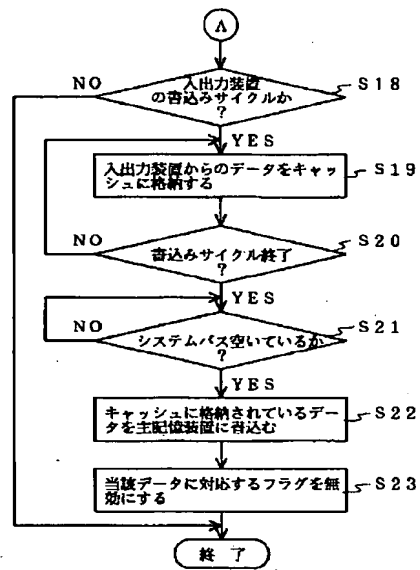 A
NO
入出力装置
の書込みサイクルか
?
S18
YES
入出力装置からのデータをキャッ
シュに格納する
S19
NO
書込みサイクル終了
?
S20
YES
NO
システムバス空いているか
?
S21
YES
キャッシュに格納されているデー
タを主記憶装置に書込む
S22
当該データに対応するフラグを無
効にする
S23
終了